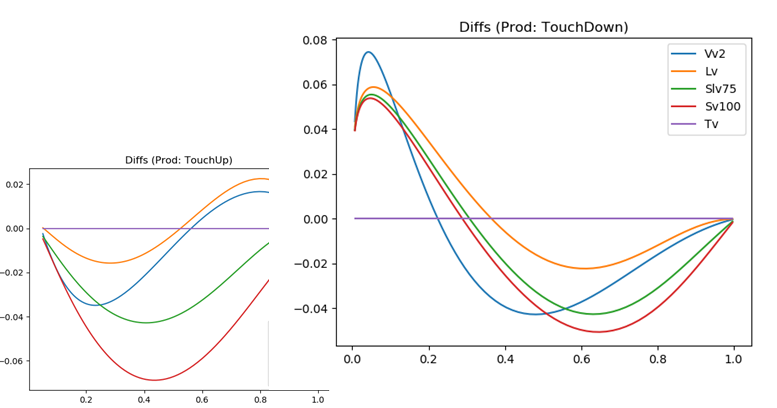 Diffs (Prod: TouchUp)
0.02
0.00
−0.02
−0.04
−0.06
0.2 0.4 0.6 0.8 1.0
Diffs (Prod: TouchDown)
0.08
0.06
0.04
0.02
0.00
−0.02
−0.04
0.0 0.2 0.4 0.6 0.8 1.0
Vv2
Lv
Slv75
Sv100
Tv